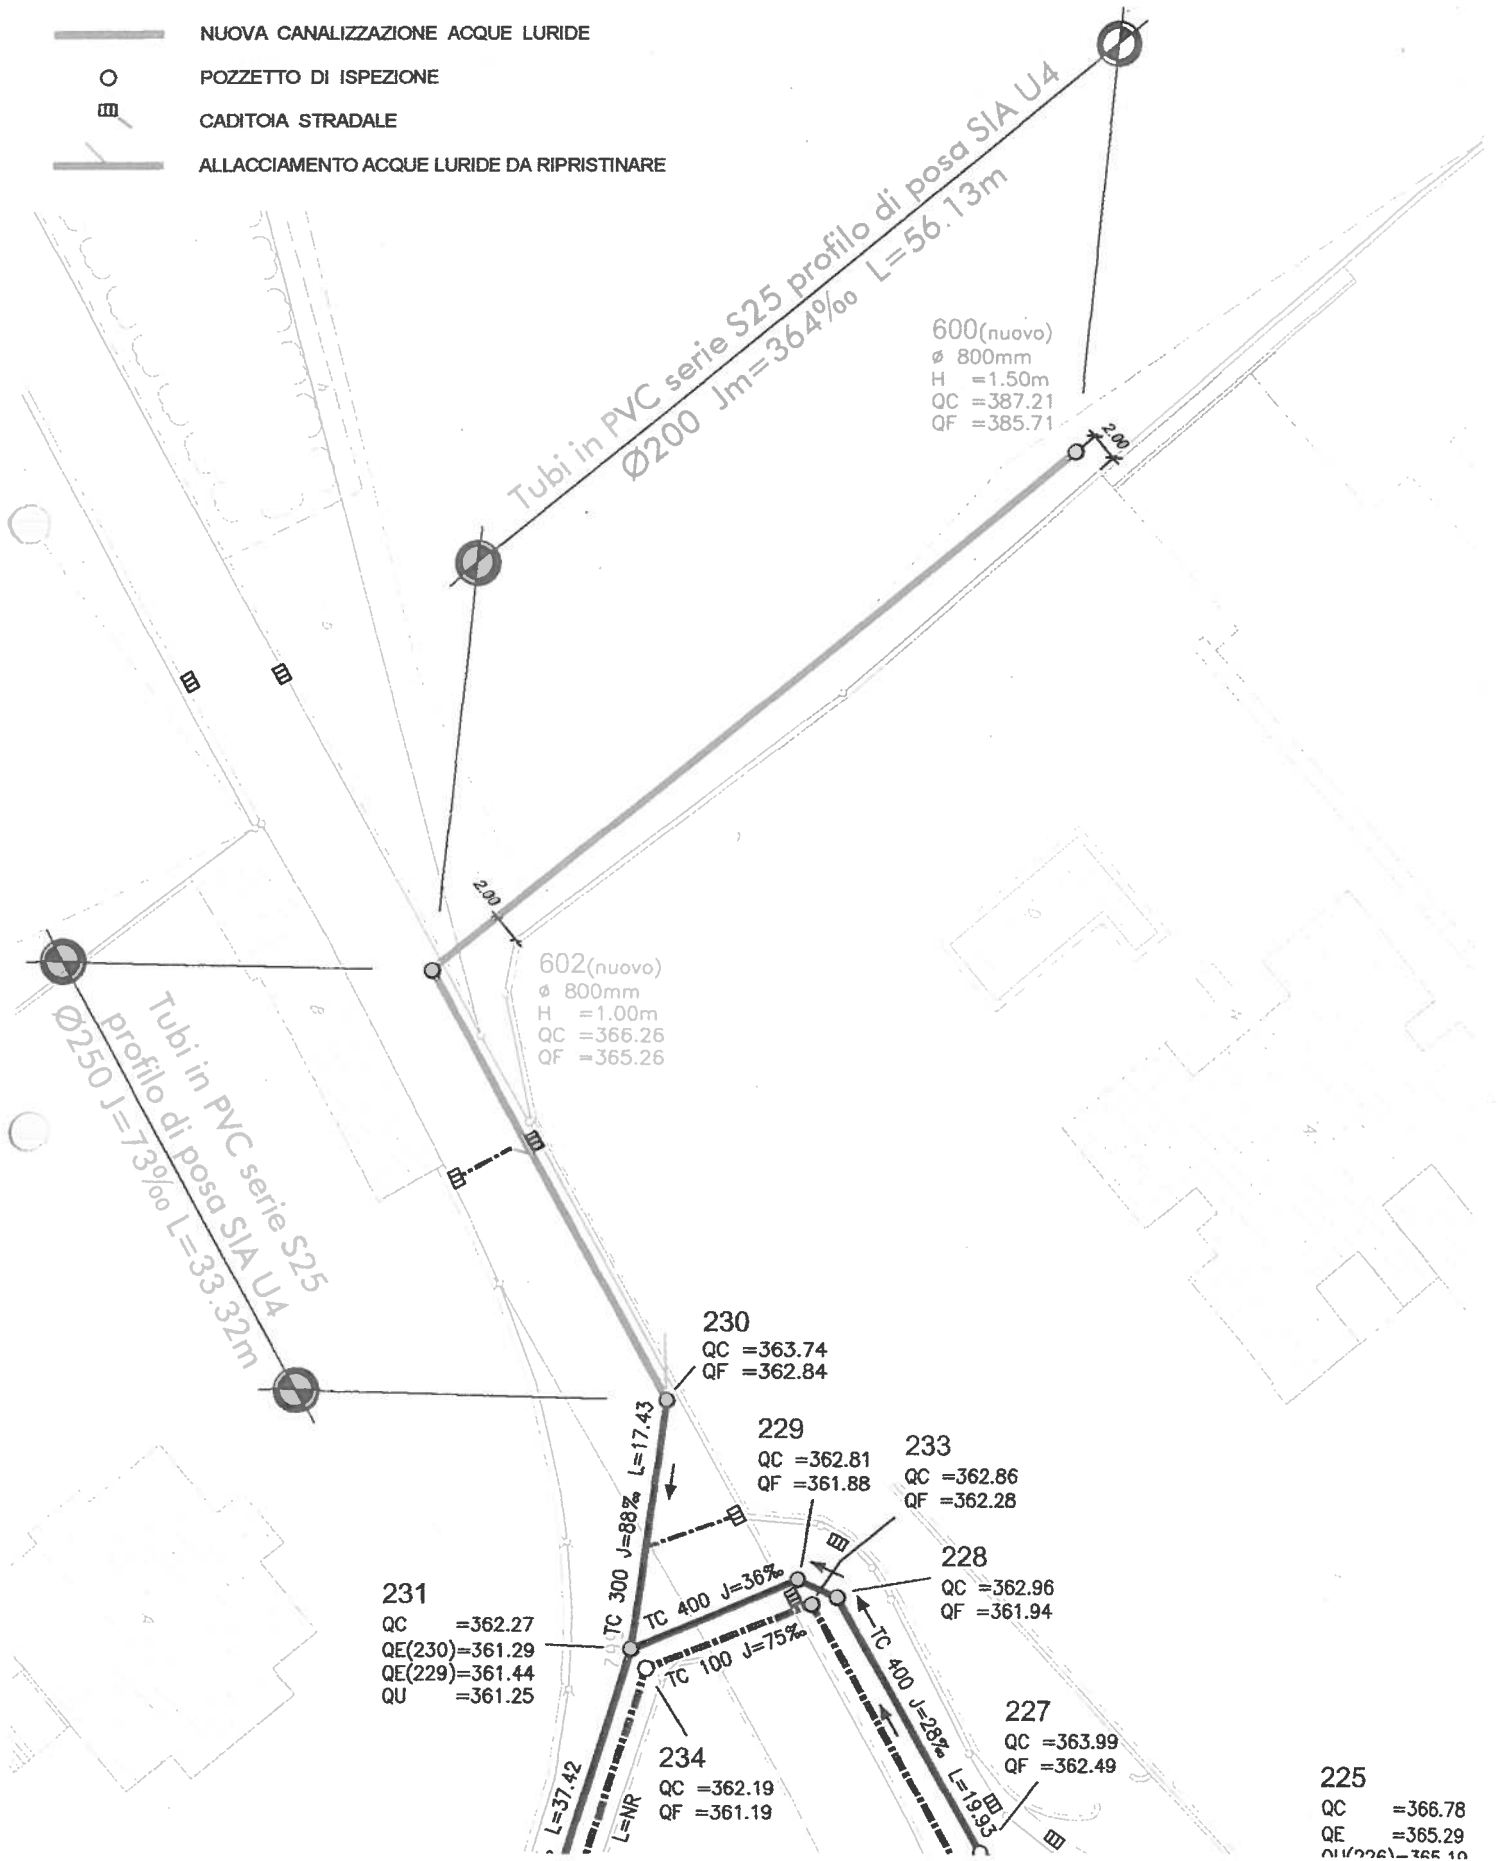 NUOVA CANALIZZAZIONE ACQUE LURIDE
POZZETTO DI ISPEZIONE
CADITOIA STRADALE
ALLACCIAMENTO ACQUE LURIDE DA RIPRISTINARE
Tubi in PVC serie S25 profilo di posa SIA U4
Ø200 Jm=364‰ L=56.13m
600(nuovo)
ø 800mm
H =1.50m
QC =387.21
QF =385.71
2.00
2.00
602(nuovo)
ø 800mm
H =1.00m
QC =366.26
QF =365.26
Tubi in PVC serie S25
profilo di posa SIA U4
Ø250 J=73‰ L=33.32m
230
QC =363.74
QF =362.84
TC 300 J=88‰ L=17.43
229
QC =362.81
QF =361.88
233
QC =362.86
QF =362.28
228
QC =362.96
QF =361.94
TC 400 J=36‰
TC 100 J=75‰
231
QC =362.27
QE(230)=361.29
QE(229)=361.44
QU =361.25
TC 400 J=28‰ L=19.93
227
QC =363.99
QF =362.49
234
QC =362.19
QF =361.19
L=37.42
L=NR
225
QC =366.78
QE =365.29
QU(226)=365.19